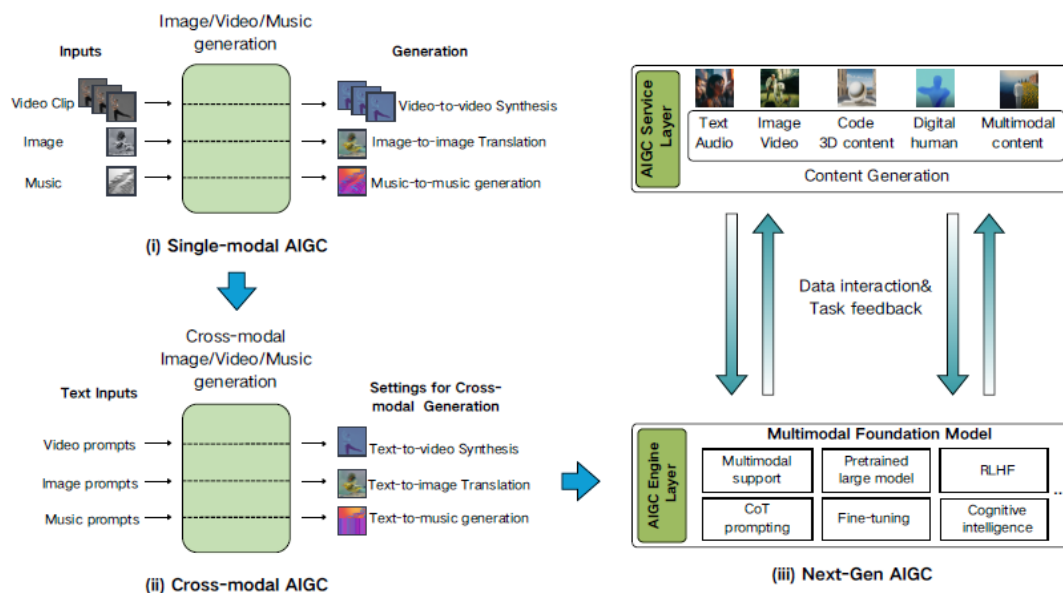 Image/Video/Music
generation
Inputs
Generation
Video Clip
Video-to-video Synthesis
Image
Image-to-image Translation
Music
Music-to-music generation
(i) Single-modal AIGC
Cross-modal
Image/Video/Music
generation
Text Inputs
Settings for Cross-
modal Generation
Video prompts
Text-to-video Synthesis
Image prompts
Text-to-image Translation
Music prompts
Text-to-music generation
(ii) Cross-modal AIGC
AIGC Service
Layer
Text
Audio
Image
Video
Code
3D content
Digital
human
Multimodal
content
Content Generation
Data interaction&
Task feedback
AIGC Engine
Layer
Multimodal Foundation Model
Multimodal
support
Pretrained
large model
RLHF
CoT
prompting
Fine-tuning
Cognitive
intelligence
...
(iii) Next-Gen AIGC